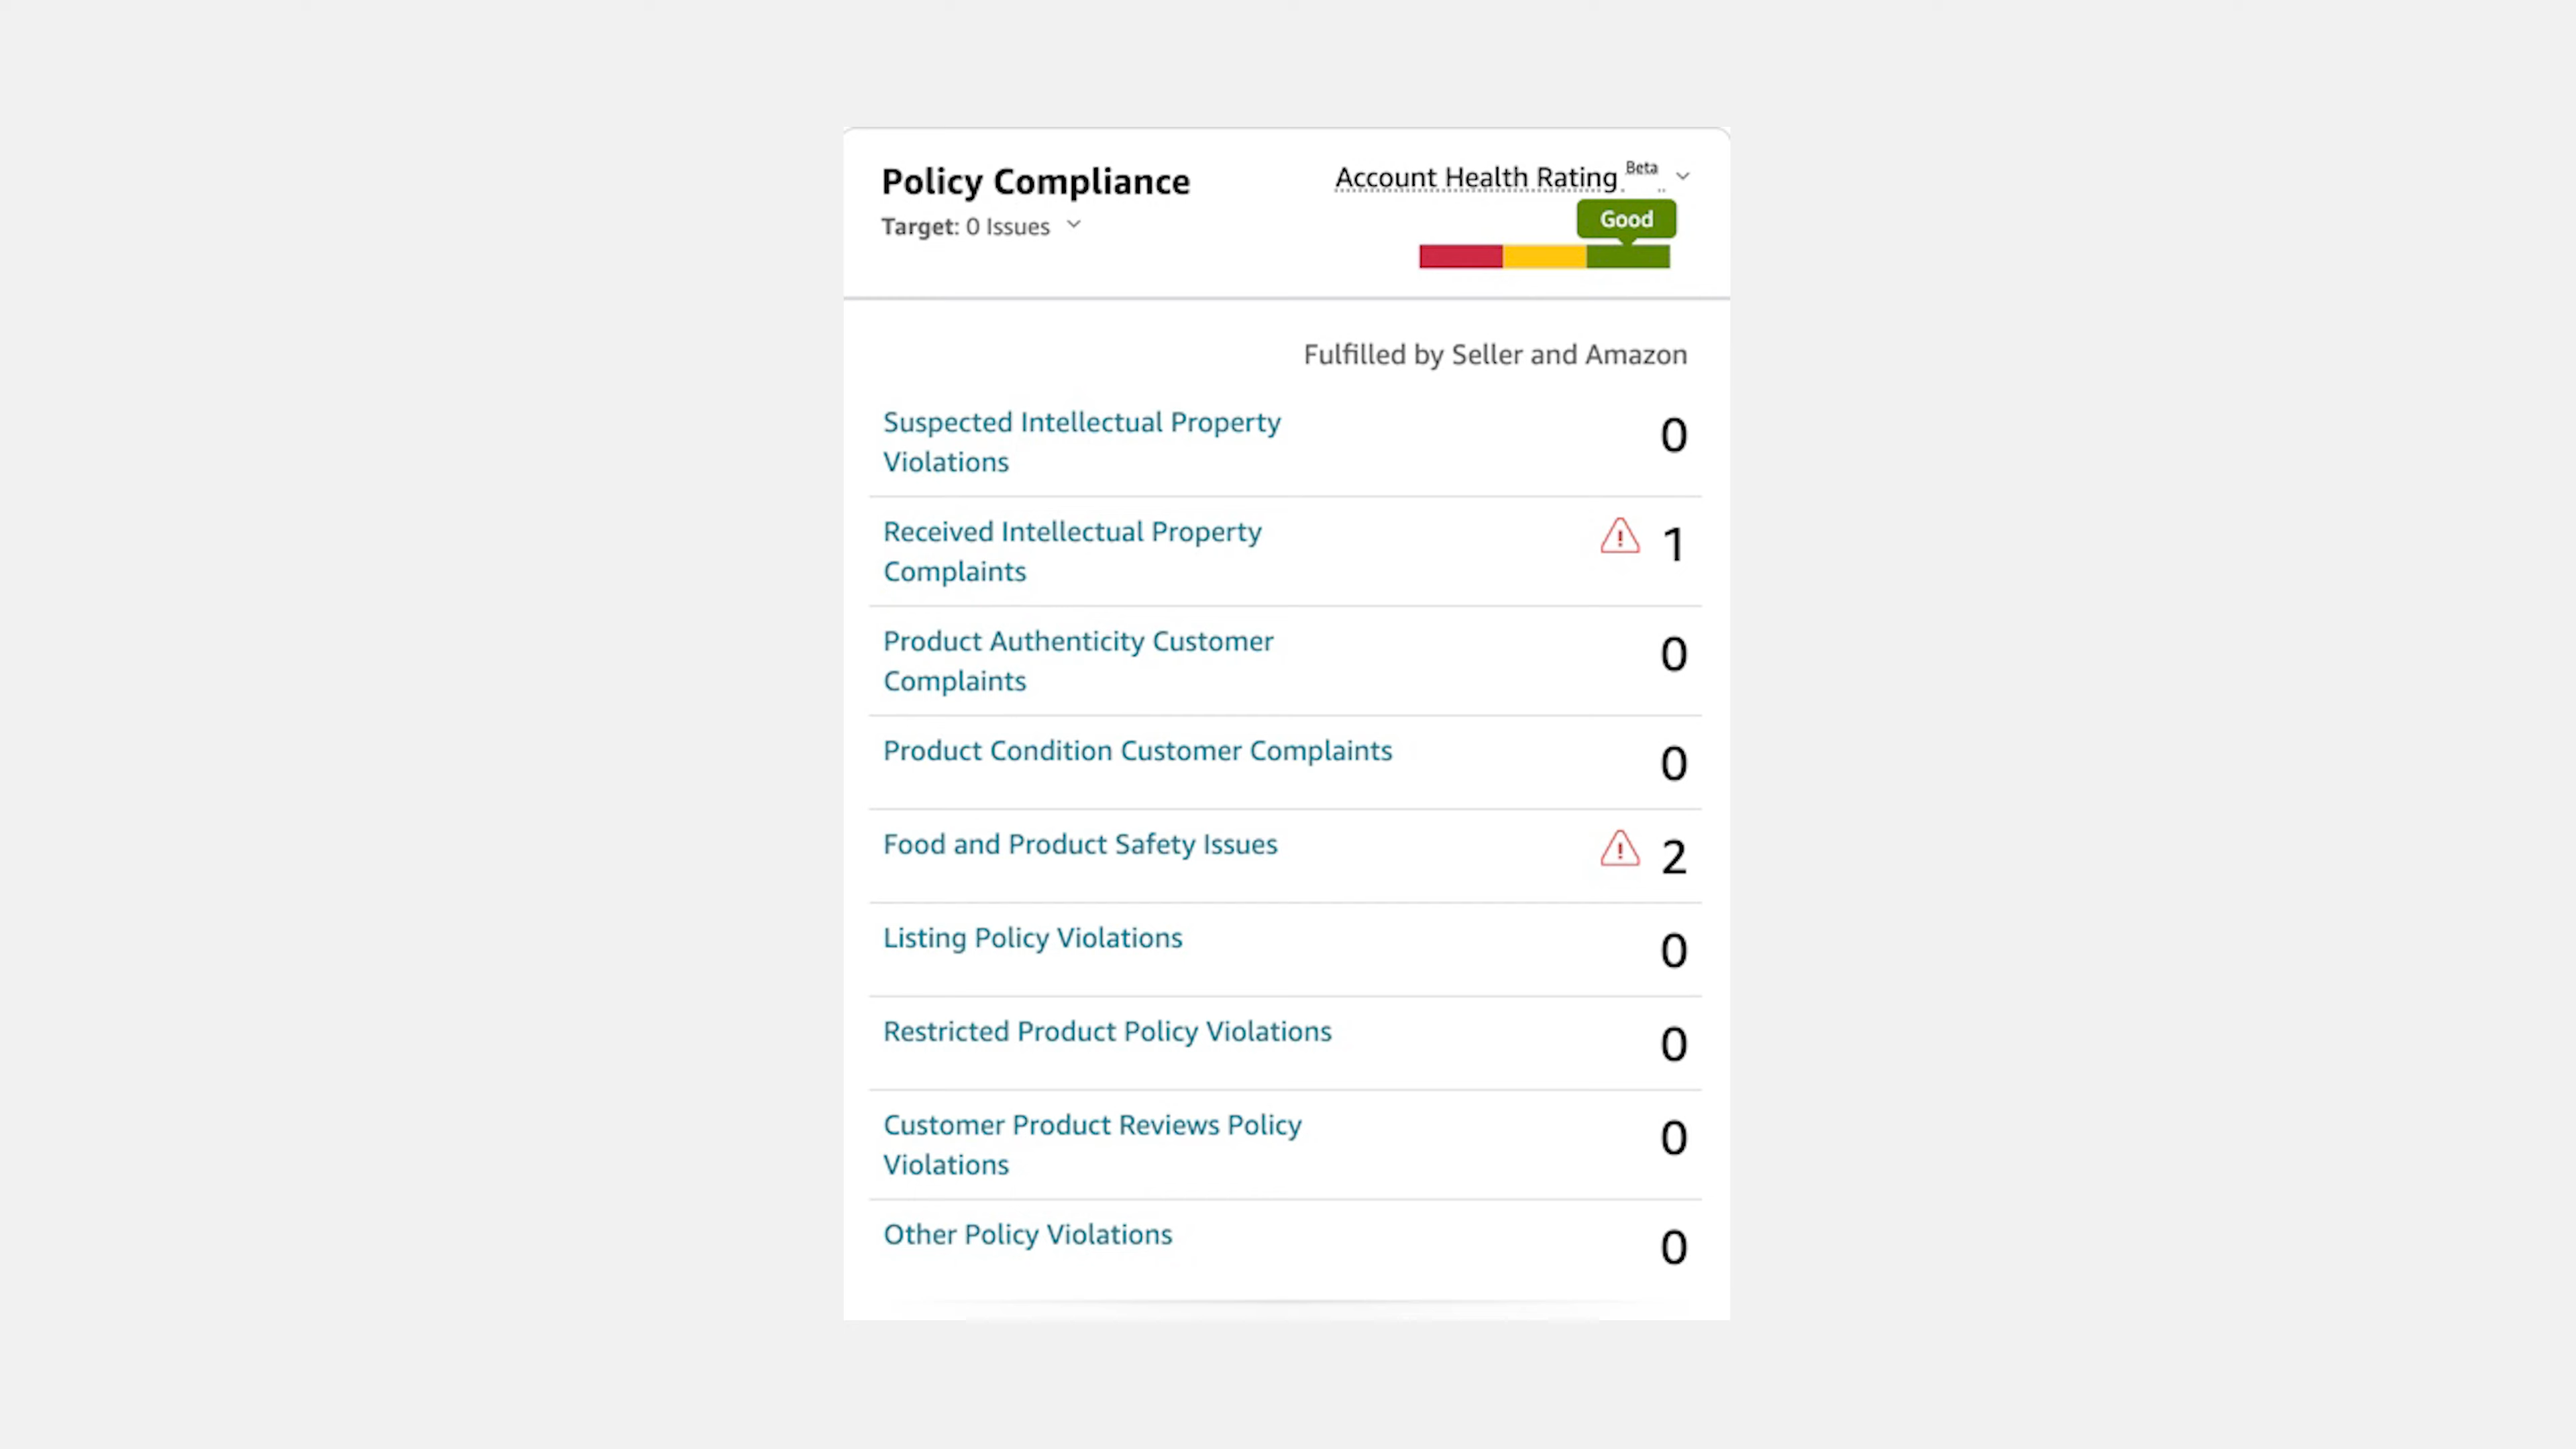 Policy Compliance
Account Health Rating Beta
Target: 0 Issues
Good
Fulfilled by Seller and Amazon
Suspected Intellectual Property
Violations
0
Received Intellectual Property
Complaints
1
Product Authenticity Customer
Complaints
0
Product Condition Customer Complaints
0
Food and Product Safety Issues
2
Listing Policy Violations
0
Restricted Product Policy Violations
0
Customer Product Reviews Policy
Violations
0
Other Policy Violations
0